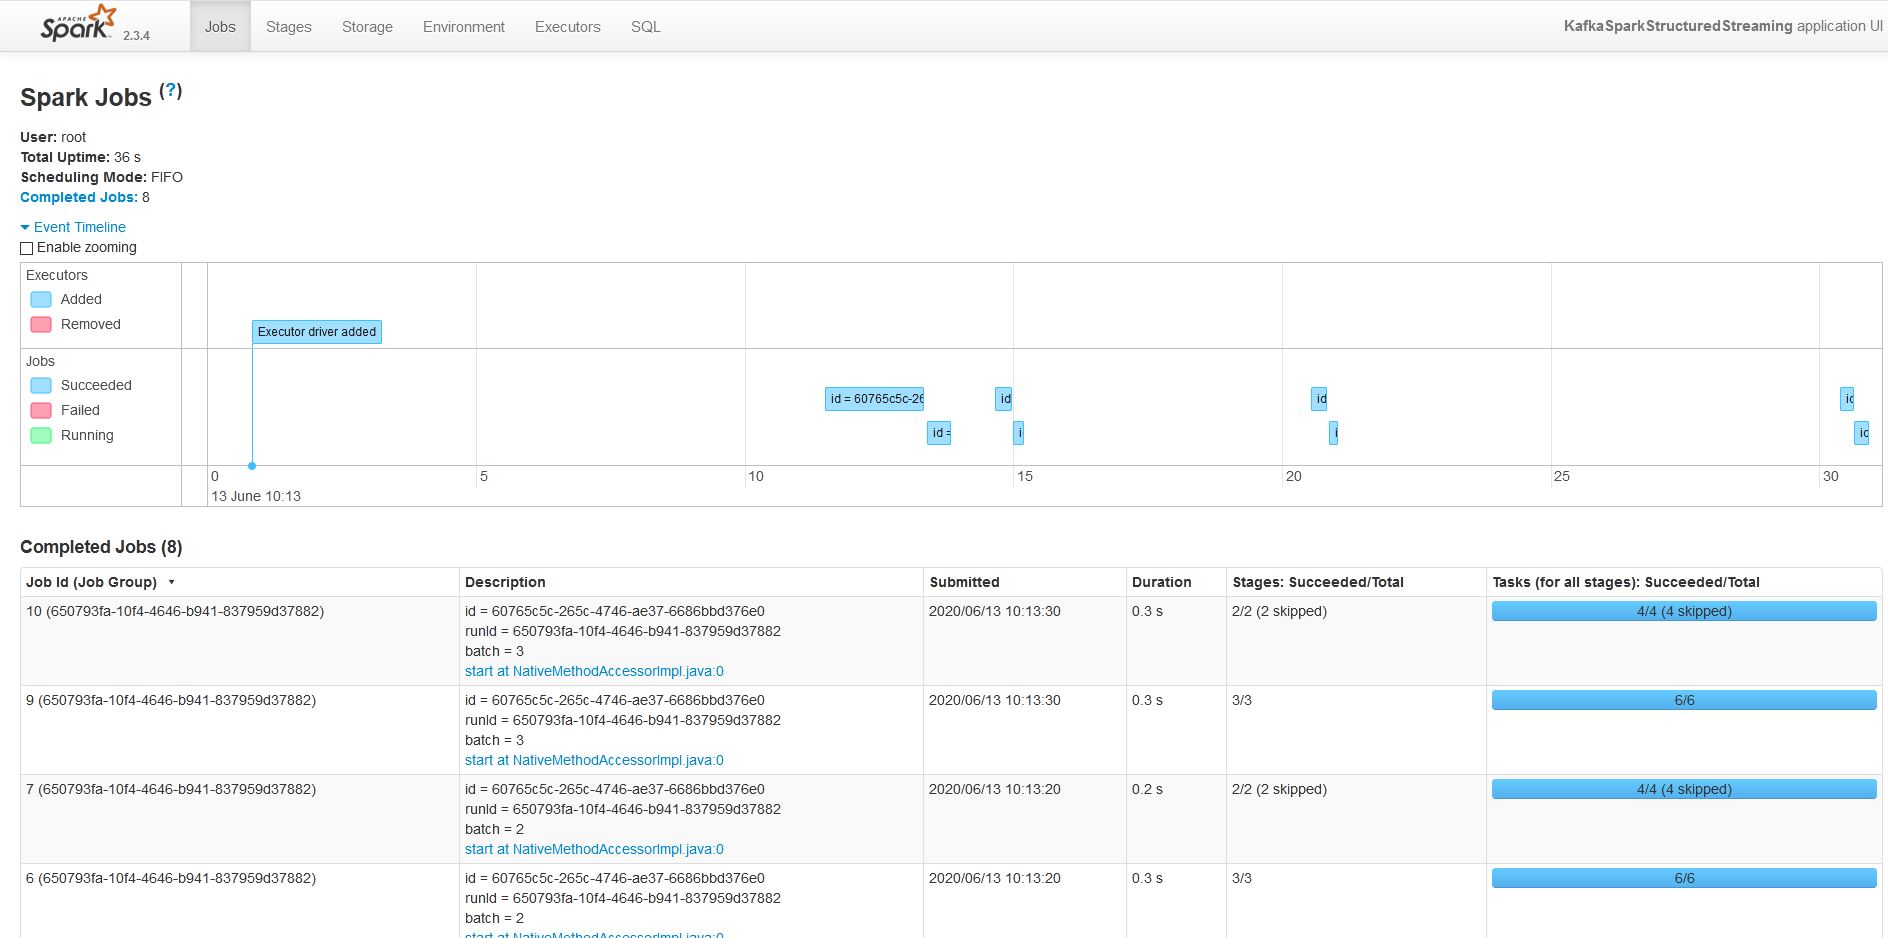 APACHE
Spark 2.3.4 Jobs Stages Storage Environment Executors SQL KafkaSparkStructuredStreaming application UI
Spark Jobs (?)
User: root
Total Uptime: 36 s
Scheduling Mode: FIFO
Completed Jobs: 8
Event Timeline
Enable zooming
Executors
Added
Removed
Executor driver added
Jobs
Succeeded
Failed
Running
id = 60765c5c-26 id id id
id = i i id
0 5 10 15 20 25 30
13 June 10:13
Completed Jobs (8)
Job Id (Job Group) ▾ Description Submitted Duration Stages: Succeeded/Total Tasks (for all stages): Succeeded/Total
10 (650793fa-10f4-4646-b941-837959d37882) id = 60765c5c-265c-4746-ae37-6686bbd376e0 2020/06/13 10:13:30 0.3 s 2/2 (2 skipped) 4/4 (4 skipped)
runId = 650793fa-10f4-4646-b941-837959d37882
batch = 3
start at NativeMethodAccessorImpl.java:0
9 (650793fa-10f4-4646-b941-837959d37882) id = 60765c5c-265c-4746-ae37-6686bbd376e0 2020/06/13 10:13:30 0.3 s 3/3 6/6
runId = 650793fa-10f4-4646-b941-837959d37882
batch = 3
start at NativeMethodAccessorImpl.java:0
7 (650793fa-10f4-4646-b941-837959d37882) id = 60765c5c-265c-4746-ae37-6686bbd376e0 2020/06/13 10:13:20 0.2 s 2/2 (2 skipped) 4/4 (4 skipped)
runId = 650793fa-10f4-4646-b941-837959d37882
batch = 2
start at NativeMethodAccessorImpl.java:0
6 (650793fa-10f4-4646-b941-837959d37882) id = 60765c5c-265c-4746-ae37-6686bbd376e0 2020/06/13 10:13:20 0.3 s 3/3 6/6
runId = 650793fa-10f4-4646-b941-837959d37882
batch = 2
start at NativeMethodAccessorImpl.java:0